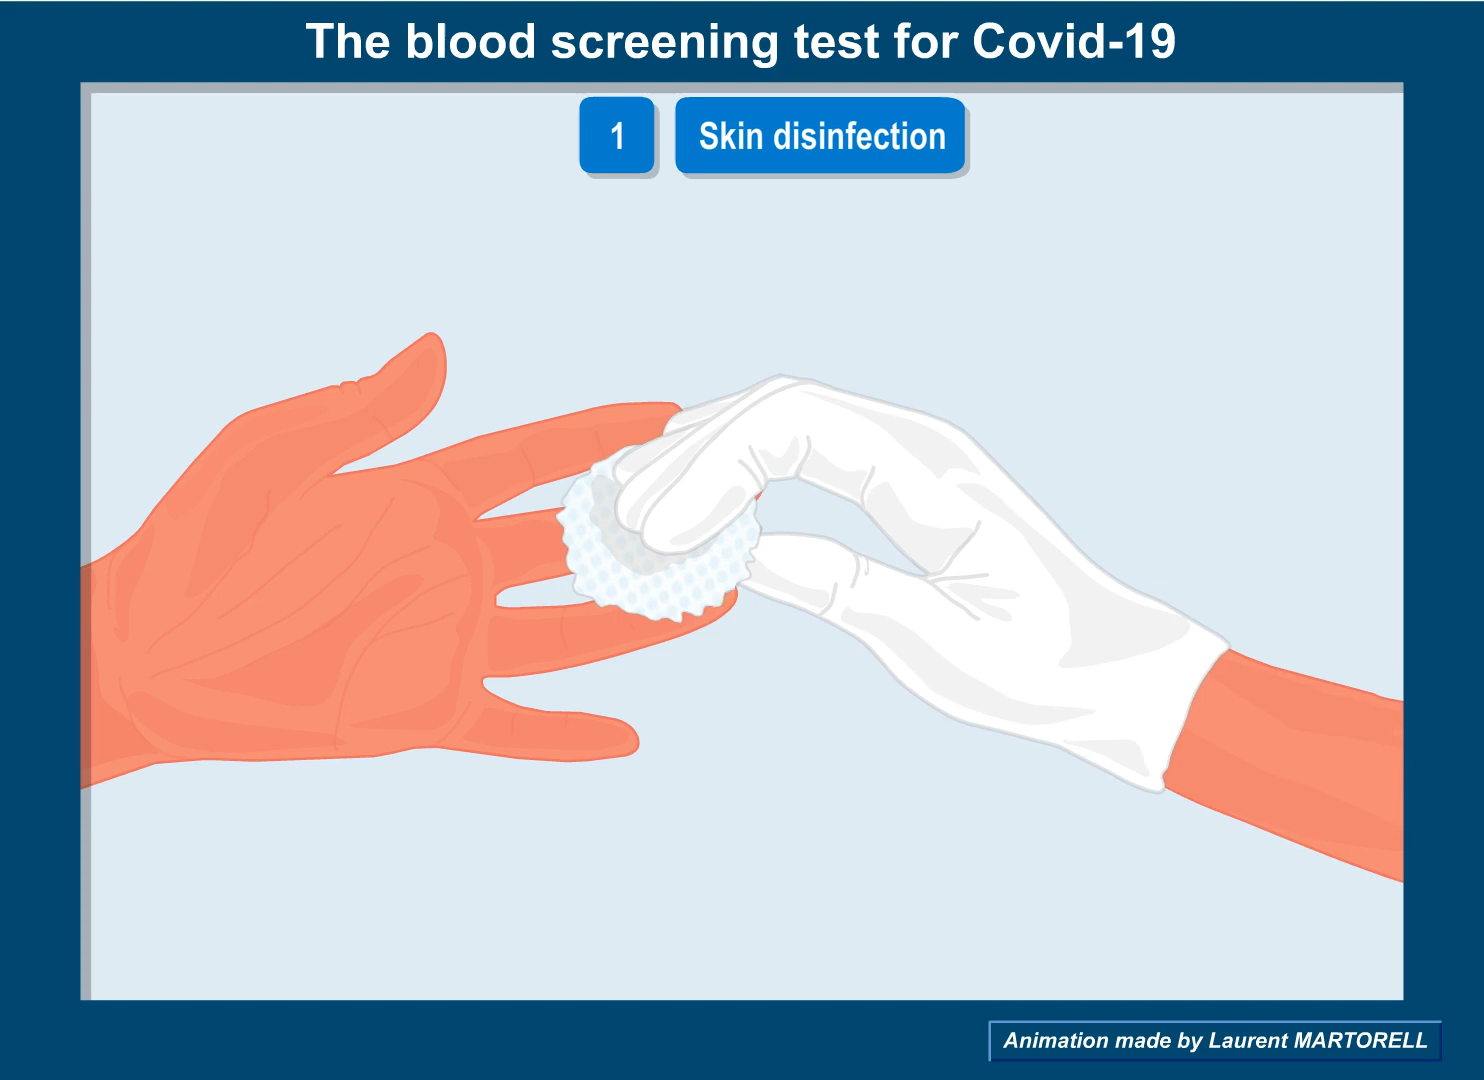 The blood screening test for Covid-19
1 Skin disinfection
Animation made by Laurent MARTORELL